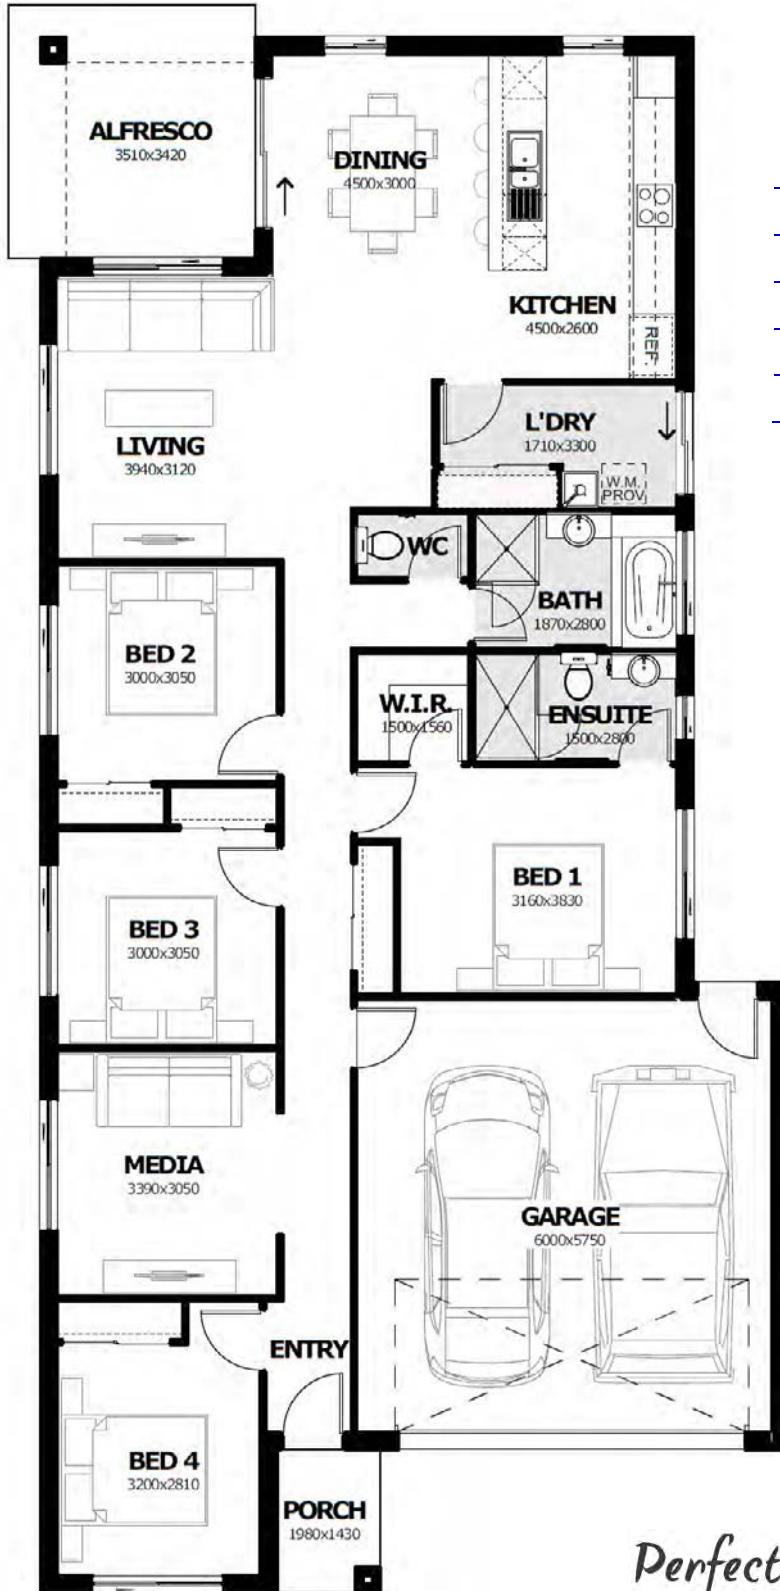 ALFRESCO
3510x3420
DINING
4500x3000
KITCHEN
4500x2600
REF.
L'DRY
1710x3300
W.M.
PROV
LIVING
3940x3120
WC
BATH
1870x2800
BED 2
3000x3050
W.I.R.
1500x1560
ENSUITE
1500x2800
BED 1
3160x3830
BED 3
3000x3050
MEDIA
3390x3050
GARAGE
6000x5750
ENTRY
BED 4
3200x2810
PORCH
1980x1430
Perfect